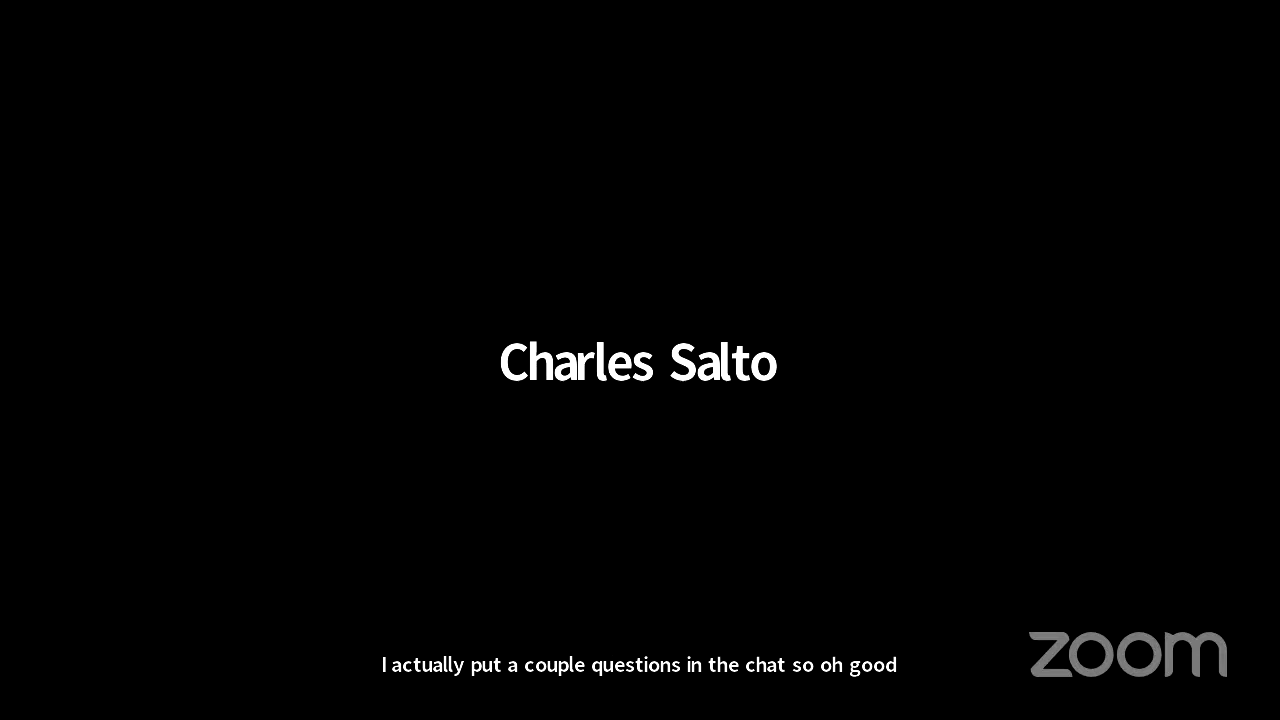 Charles Salto
I actually put a couple questions in the chat so oh good
zoom